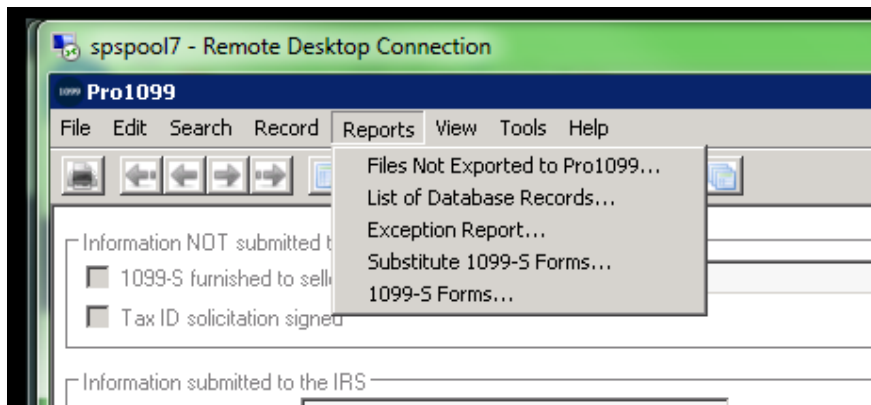 spspool7 - Remote Desktop Connection
1099 Pro1099
File Edit Search Record Reports View Tools Help
Files Not Exported to Pro1099...
List of Database Records...
Exception Report...
Substitute 1099-S Forms...
1099-S Forms...
Information NOT submitted t
1099-S furnished to selle
Tax ID solicitation signed
Information submitted to the IRS